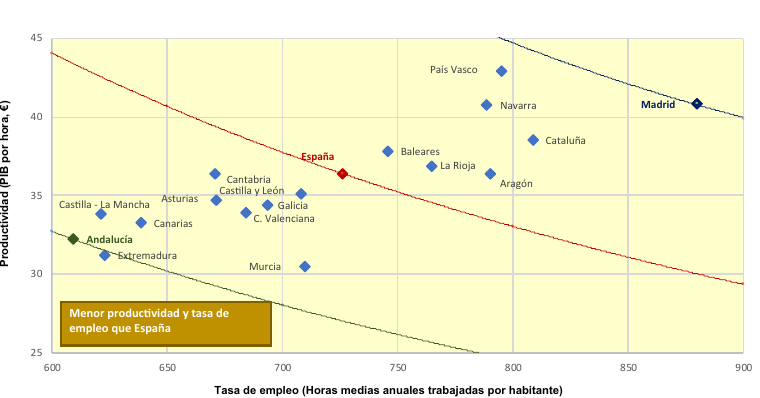 45
País Vasco
Madrid
Navarra
40
Cataluña
España
Baleares
La Rioja
Cantabria
Aragón
Castilla y León
35
Asturias
Castilla - La Mancha
Galicia
C. Valenciana
Canarias
Andalucía
Extremadura
Murcia
30
Menor productividad y tasa de
empleo que España
25
600 650 700 750 800 850 900
Productividad (PIB por hora, €)
Tasa de empleo (Horas medias anuales trabajadas por habitante)